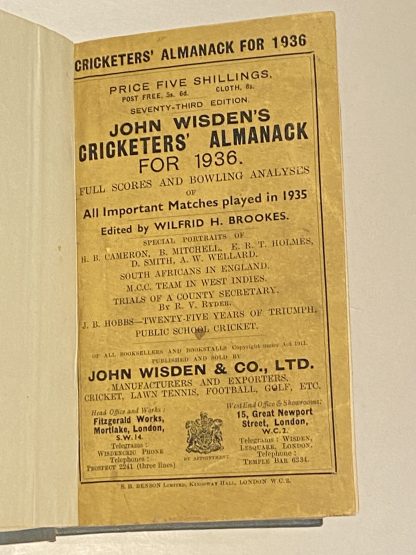 CRICKETERS' ALMANACK FOR 1936
PRICE FIVE SHILLINGS.
POST FREE, 5s. 6d. CLOTH, 6s.
SEVENTY-THIRD EDITION.
JOHN WISDEN'S
CRICKETERS' ALMANACK
FOR 1936.
FULL SCORES AND BOWLING ANALYSES
OF
All Important Matches played in 1935
Edited by WILFRID H. BROOKES.
SPECIAL PORTRAITS OF
H. B. CAMERON, B. MITCHELL, E. R. T. HOLMES,
D. SMITH, A. W. WELLARD.
SOUTH AFRICANS IN ENGLAND.
M.C.C. TEAM IN WEST INDIES.
TRIALS OF A COUNTY SECRETARY.
By R. V. RYDER.
J. B. HOBBS—TWENTY-FIVE YEARS OF TRIUMPH.
PUBLIC SCHOOL CRICKET.
OF ALL BOOKSELLERS AND BOOKSTALLS Copyright under Act 1911.
PUBLISHED AND SOLD BY
JOHN WISDEN & CO., LTD.
MANUFACTURERS AND EXPORTERS.
CRICKET, LAWN TENNIS, FOOTBALL, GOLF, ETC.
Head Office and Works:
Fitzgerald Works,
Mortlake, London,
S.W. 14.
Telegrams:
WISDENCRIC PHONE
Telephones:
PROSPECT 2241 (three lines)
BY APPOINTMENT
West End Office & Showrooms:
15, Great Newport
Street, London,
W.C. 2.
Telegrams: WISDEN,
LESQUARE, LONDON.
Telephone:
TEMPLE BAR 6334.
S. H. BENSON LIMITED, KINGSWAY HALL, LONDON W.C. 2.